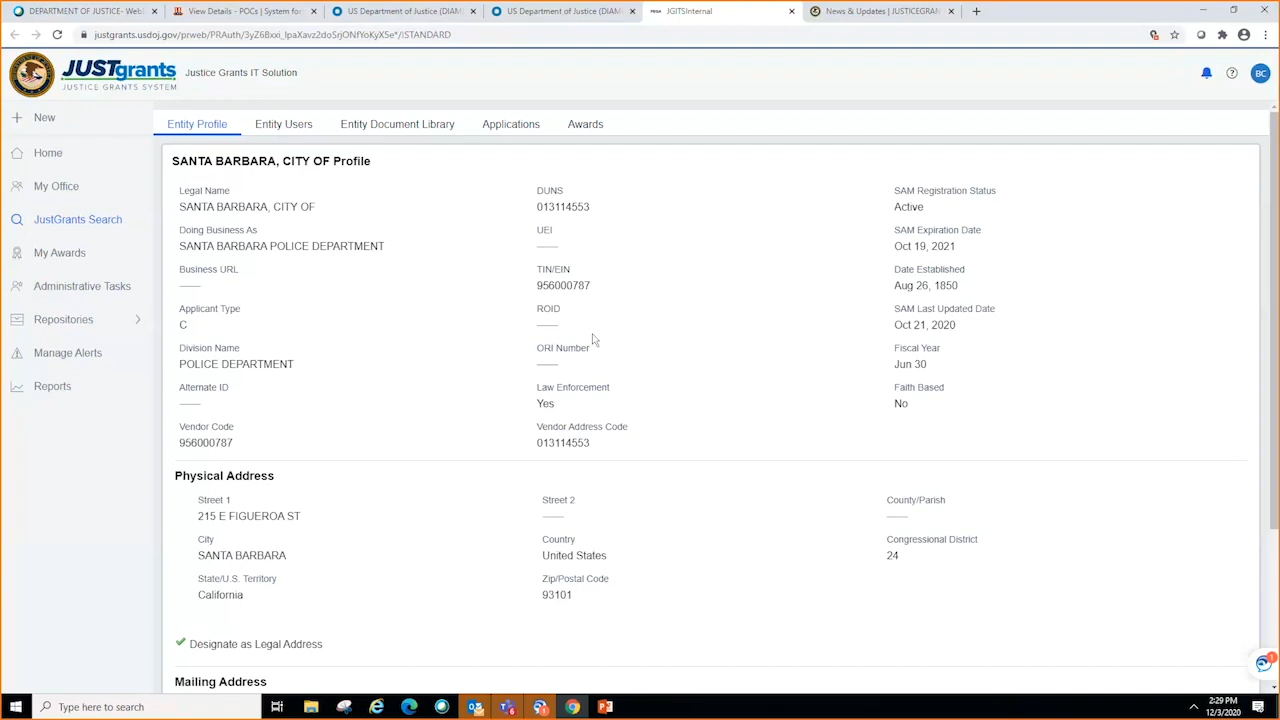 DEPARTMENT OF JUSTICE- Web
View Details - POCs | System for
US Department of Justice (DIAM
US Department of Justice (DIAM
JGITSInternal
News & Updates | JUSTICEGRAN
justgrants.usdoj.gov/prweb/PRAuth/3yZ6Bxxi_IpaXavz2doSrjONfYoKyX5e*/!STANDARD
JUSTgrants
JUSTICE GRANTS SYSTEM
Justice Grants IT Solution
BC
New
Home
My Office
JustGrants Search
My Awards
Administrative Tasks
Repositories
Manage Alerts
Reports
Entity Profile Entity Users Entity Document Library Applications Awards
SANTA BARBARA, CITY OF Profile
Legal Name DUNS SAM Registration Status
SANTA BARBARA, CITY OF 013114553 Active
Doing Business As UEI SAM Expiration Date
SANTA BARBARA POLICE DEPARTMENT Oct 19, 2021
Business URL TIN/EIN Date Established
956000787 Aug 26, 1850
Applicant Type ROID SAM Last Updated Date
C Oct 21, 2020
Division Name ORI Number Fiscal Year
POLICE DEPARTMENT Jun 30
Alternate ID Law Enforcement Faith Based
Yes No
Vendor Code Vendor Address Code
956000787 013114553
Physical Address
Street 1 Street 2 County/Parish
215 E FIGUEROA ST
City Country Congressional District
SANTA BARBARA United States 24
State/U.S. Territory Zip/Postal Code
California 93101
Designate as Legal Address
Mailing Address
1
Type here to search
2:29 PM
12/3/2020